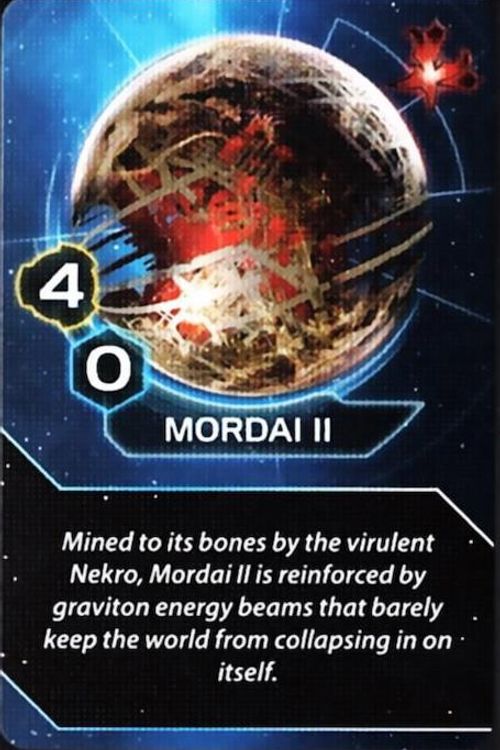 4
0
MORDAI II
Mined to its bones by the virulent
Nekro, Mordai II is reinforced by
graviton energy beams that barely
keep the world from collapsing in on
itself.